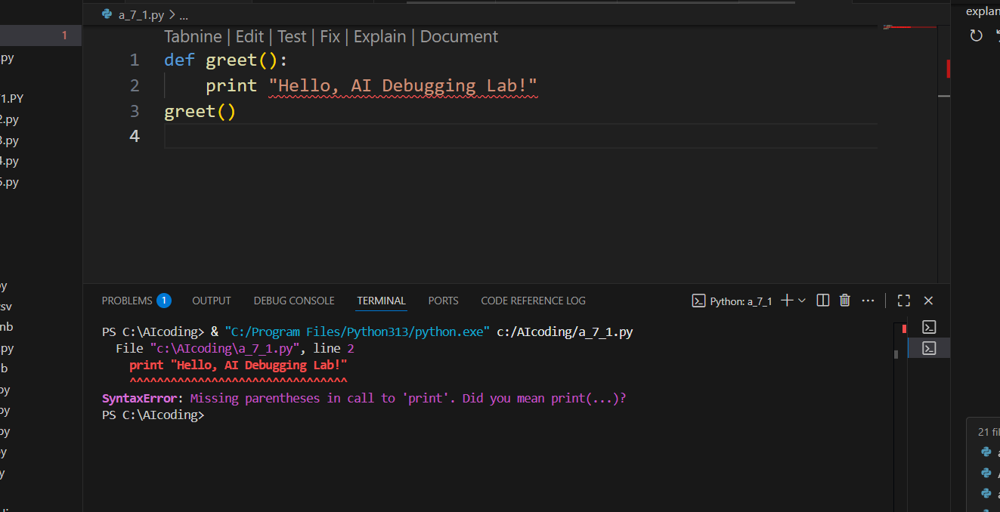 a_7_1.py > ...
explan
1
Tabnine | Edit | Test | Fix | Explain | Document
1 def greet():
2 print "Hello, AI Debugging Lab!"
3 greet()
4
py
1.PY
2.py
3.py
4.py
5.py
py
sv
nb
py
b
py
py
py
y
y
PROBLEMS 1 OUTPUT DEBUG CONSOLE TERMINAL PORTS CODE REFERENCE LOG Python: a_7_1
PS C:\AIcoding> & "C:/Program Files/Python313/python.exe" c:/AIcoding/a_7_1.py
File "c:\AIcoding\a_7_1.py", line 2
print "Hello, AI Debugging Lab!"
^^^^^^^^^^^^^^^^^^^^^^^^^^^^^^^^
SyntaxError: Missing parentheses in call to 'print'. Did you mean print(...)?
PS C:\AIcoding>
21 fil